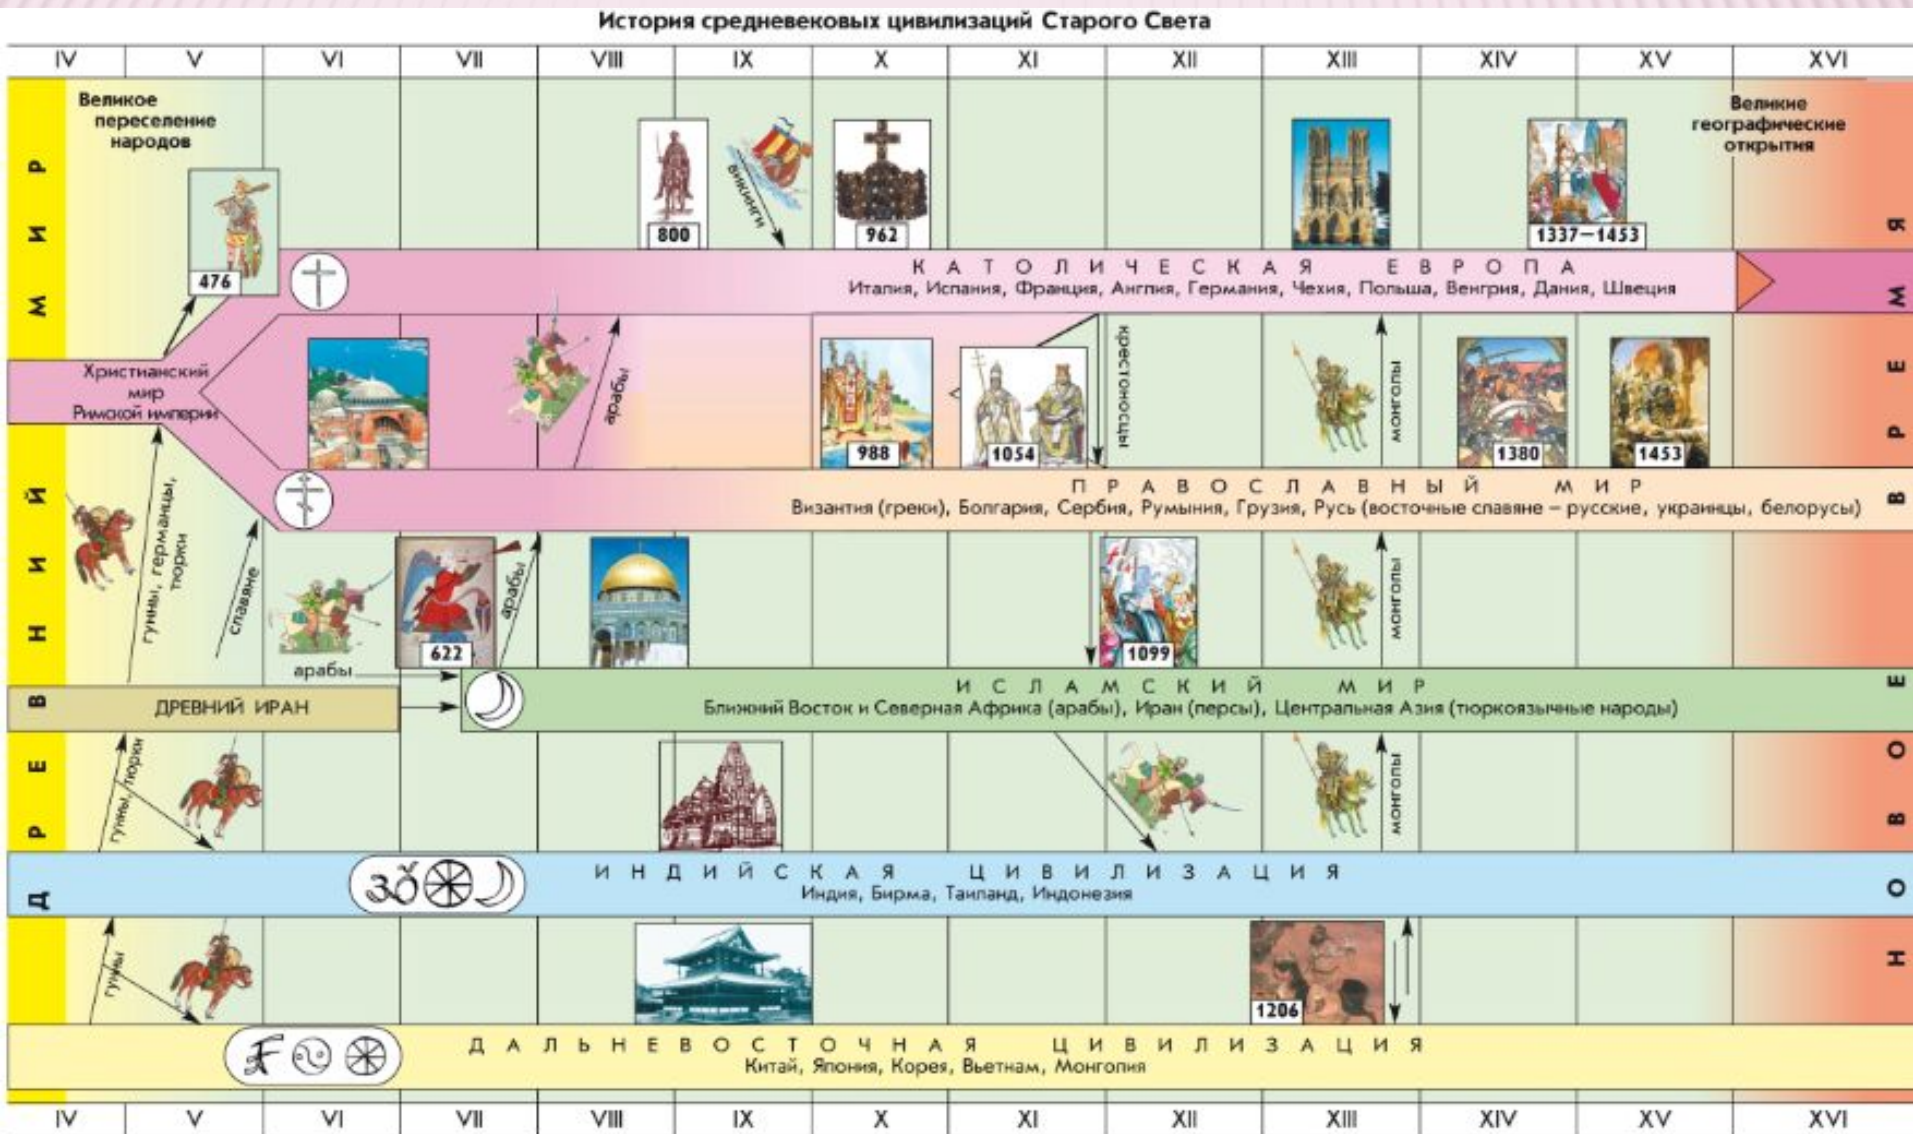 История средневековых цивилизаций Старого Света
IV V VI VII VIII IX X XI XII XIII XIV XV XVI
ДРЕВНИЙ МИР
Великое
переселение
народов
Великие
географические
открытия
НОВОЕ ВРЕМЯ
476
800
викинги
962
1337–1453
КАТОЛИЧЕСКАЯ ЕВРОПА
Италия, Испания, Франция, Англия, Германия, Чехия, Польша, Венгрия, Дания, Швеция
Христианский
мир
Римской империи
арабы
988
1054
крестоносцы
монголы
1380
1453
ПРАВОСЛАВНЫЙ МИР
Византия (греки), Болгария, Сербия, Румыния, Грузия, Русь (восточные славяне – русские, украинцы, белорусы)
гунны, германцы,
тюрки
славяне
арабы
622
арабы
1099
монголы
ДРЕВНИЙ ИРАН
ИСЛАМСКИЙ МИР
Ближний Восток и Северная Африка (арабы), Иран (персы), Центральная Азия (тюркоязычные народы)
гунны, тюрки
монголы
ИНДИЙСКАЯ ЦИВИЛИЗАЦИЯ
Индия, Бирма, Таиланд, Индонезия
гунны
1206
ДАЛЬНЕВОСТОЧНАЯ ЦИВИЛИЗАЦИЯ
Китай, Япония, Корея, Вьетнам, Монголия
IV V VI VII VIII IX X XI XII XIII XIV XV XVI